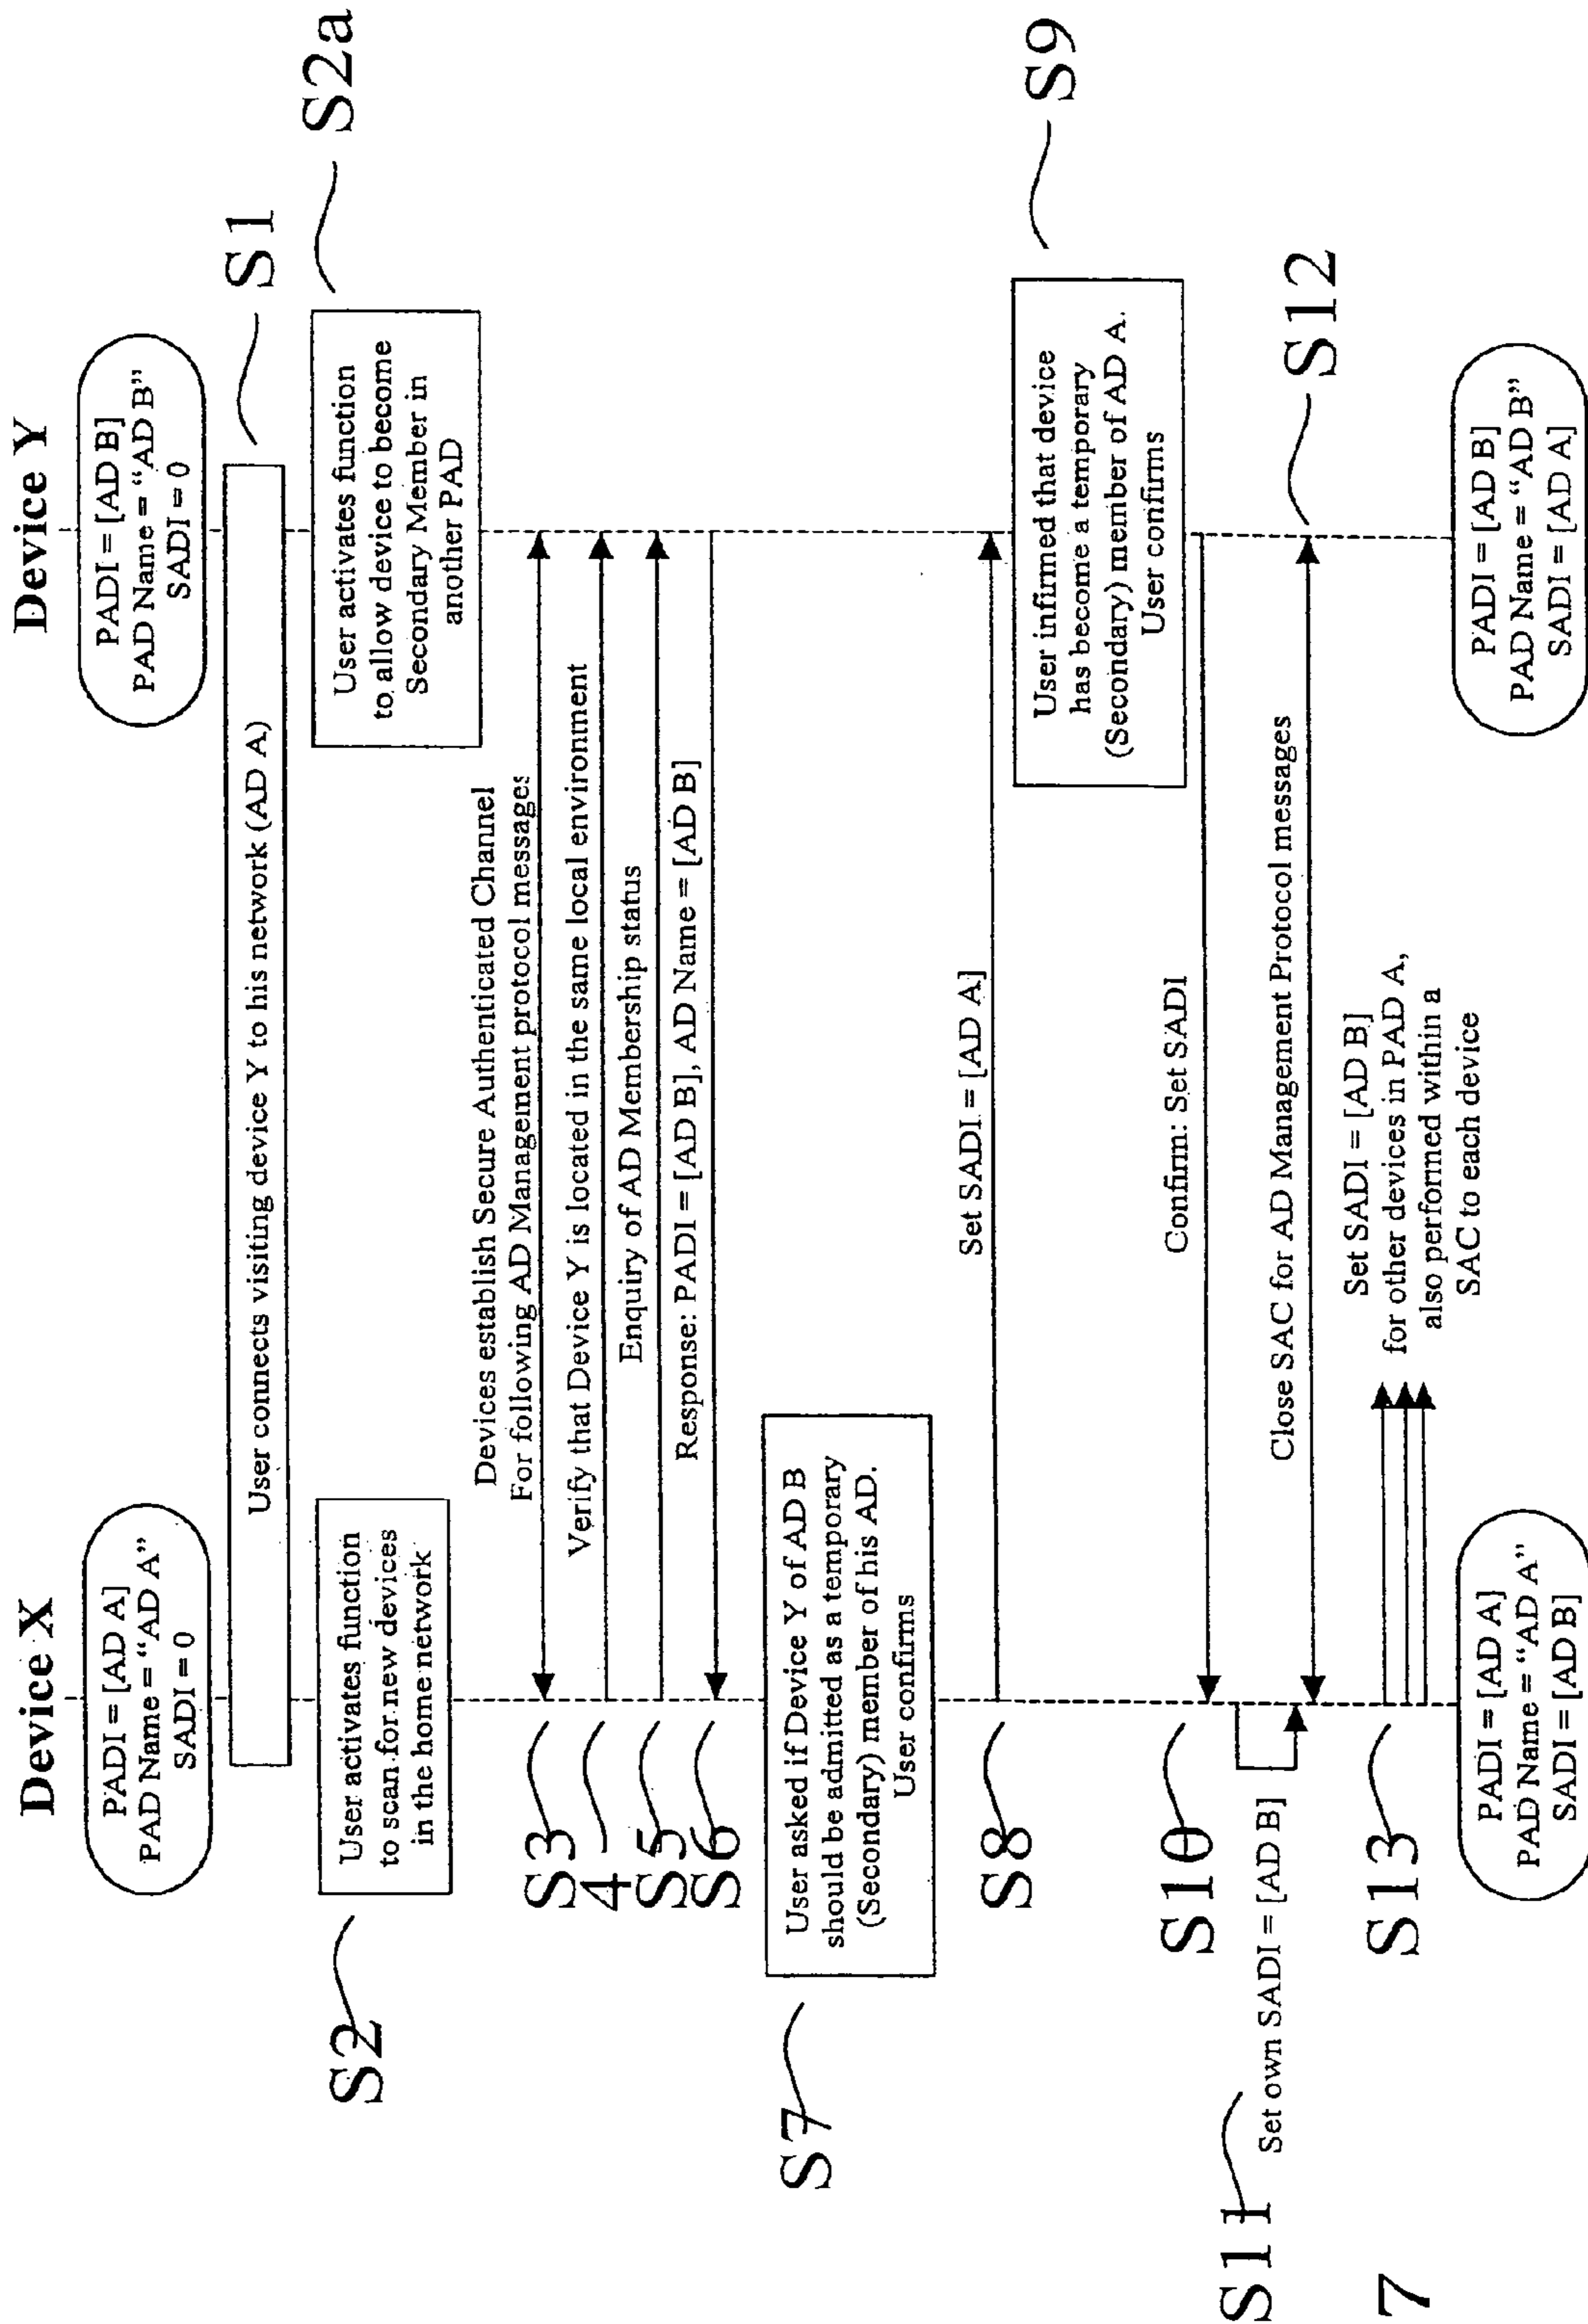 Device X
Device Y
PADI = [AD A]
PAD Name = “AD A”
SADI = 0
PADI = [AD B]
PAD Name = “AD B”
SADI = 0
User connects visiting device Y to his network (AD A)
S1
S2
User activates function
to scan for new devices
in the home network
User activates function
to allow device to become
Secondary Member in
another PAD
S2a
Devices establish Secure Authenticated Channel
For following AD Management protocol messages
S3
Verify that Device Y is located in the same local environment
4
Enquiry of AD Membership status
S5
Response: PADI = [AD B], AD Name = [AD B]
S6
S7
User asked if Device Y of AD B
should be admitted as a temporary
(Secondary) member of his AD.
User confirms
Set SADI = [AD A]
S8
User infirmed that device
has become a temporary
(Secondary) member of AD A.
User confirms
S9
Confirm: Set SADI
S10
S11
Set own SADI = [AD B]
Close SAC for AD Management Protocol messages
S12
S13
Set SADI = [AD B]
for other devices in PAD A,
also performed within a
SAC to each device
PADI = [AD A]
PAD Name = “AD A”
SADI = [AD B]
PADI = [AD B]
PAD Name = “AD B”
SADI = [AD A]
7